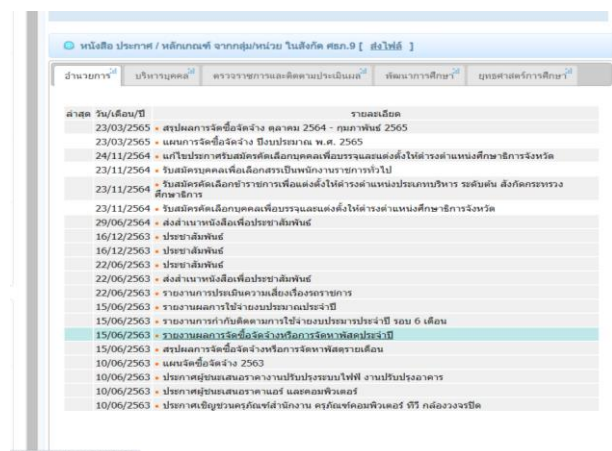 หนังสือ ประกาศ / หลักเกณฑ์ จากกลุ่ม/หน่วย ในสังกัด ศธภ.9 [ ส่งไฟล์ ]
อำนวยการ บริหารบุคคล ตรวจราชการและติดตามประเมินผล พัฒนาการศึกษา ยุทธศาสตร์การศึกษา
ล่าสุด วัน/เดือน/ปี รายละเอียด
23/03/2565 • สรุปผลการจัดซื้อจัดจ้าง ตุลาคม 2564 - กุมภาพันธ์ 2565
23/03/2565 • แผนการจัดซื้อจัดจ้าง ปีงบประมาณ พ.ศ. 2565
24/11/2564 • แก้ไขประกาศรับสมัครคัดเลือกบุคคลเพื่อบรรจุและแต่งตั้งให้ดำรงตำแหน่งศึกษาธิการจังหวัด
23/11/2564 • รับสมัครบุคคลเพื่อเลือกสรรเป็นพนักงานราชการทั่วไป
23/11/2564 • รับสมัครคัดเลือกข้าราชการเพื่อแต่งตั้งให้ดำรงตำแหน่งประเภทบริหาร ระดับต้น สังกัดกระทรวง
ศึกษาธิการ
23/11/2564 • รับสมัครคัดเลือกบุคคลเพื่อบรรจุและแต่งตั้งให้ดำรงตำแหน่งศึกษาธิการจังหวัด
29/06/2564 • ส่งสำเนาหนังสือเพื่อประชาสัมพันธ์
16/12/2563 • ประชาสัมพันธ์
16/12/2563 • ประชาสัมพันธ์
22/06/2563 • ประชาสัมพันธ์
22/06/2563 • ส่งสำเนาหนังสือเพื่อประชาสัมพันธ์
22/06/2563 • รายงานการประเมินความเสี่ยงเรื่องรถราชการ
15/06/2563 • รายงานผลการใช้จ่ายงบประมาณประจำปี
15/06/2563 • รายงานการกำกับติดตามการใช้จ่ายงบประมารประจำปี รอบ 6 เดือน
15/06/2563 • รายงานผลการจัดซื้อจัดจ้างหรือการจัดหาพัสดุประจำปี
15/06/2563 • สรุปผลการจัดซื้อจัดจ้างหรือการจัดหาพัสดุรายเดือน
10/06/2563 • แผนจัดซื้อจัดจ้าง 2563
10/06/2563 • ประกาศผู้ชนะเสนอราคางานปรับปรุงระบบไฟฟ้า งานปรับปรุงอาคาร
10/06/2563 • ประกาศผู้ชนะเสนอราคาแอร์ และคอมพิวเตอร์
10/06/2563 • ประกาศเชิญชวนครุภัณฑ์สำนักงาน ครุภัณฑ์คอมพิวเตอร์ ทีวี กล้องวงจรปิด